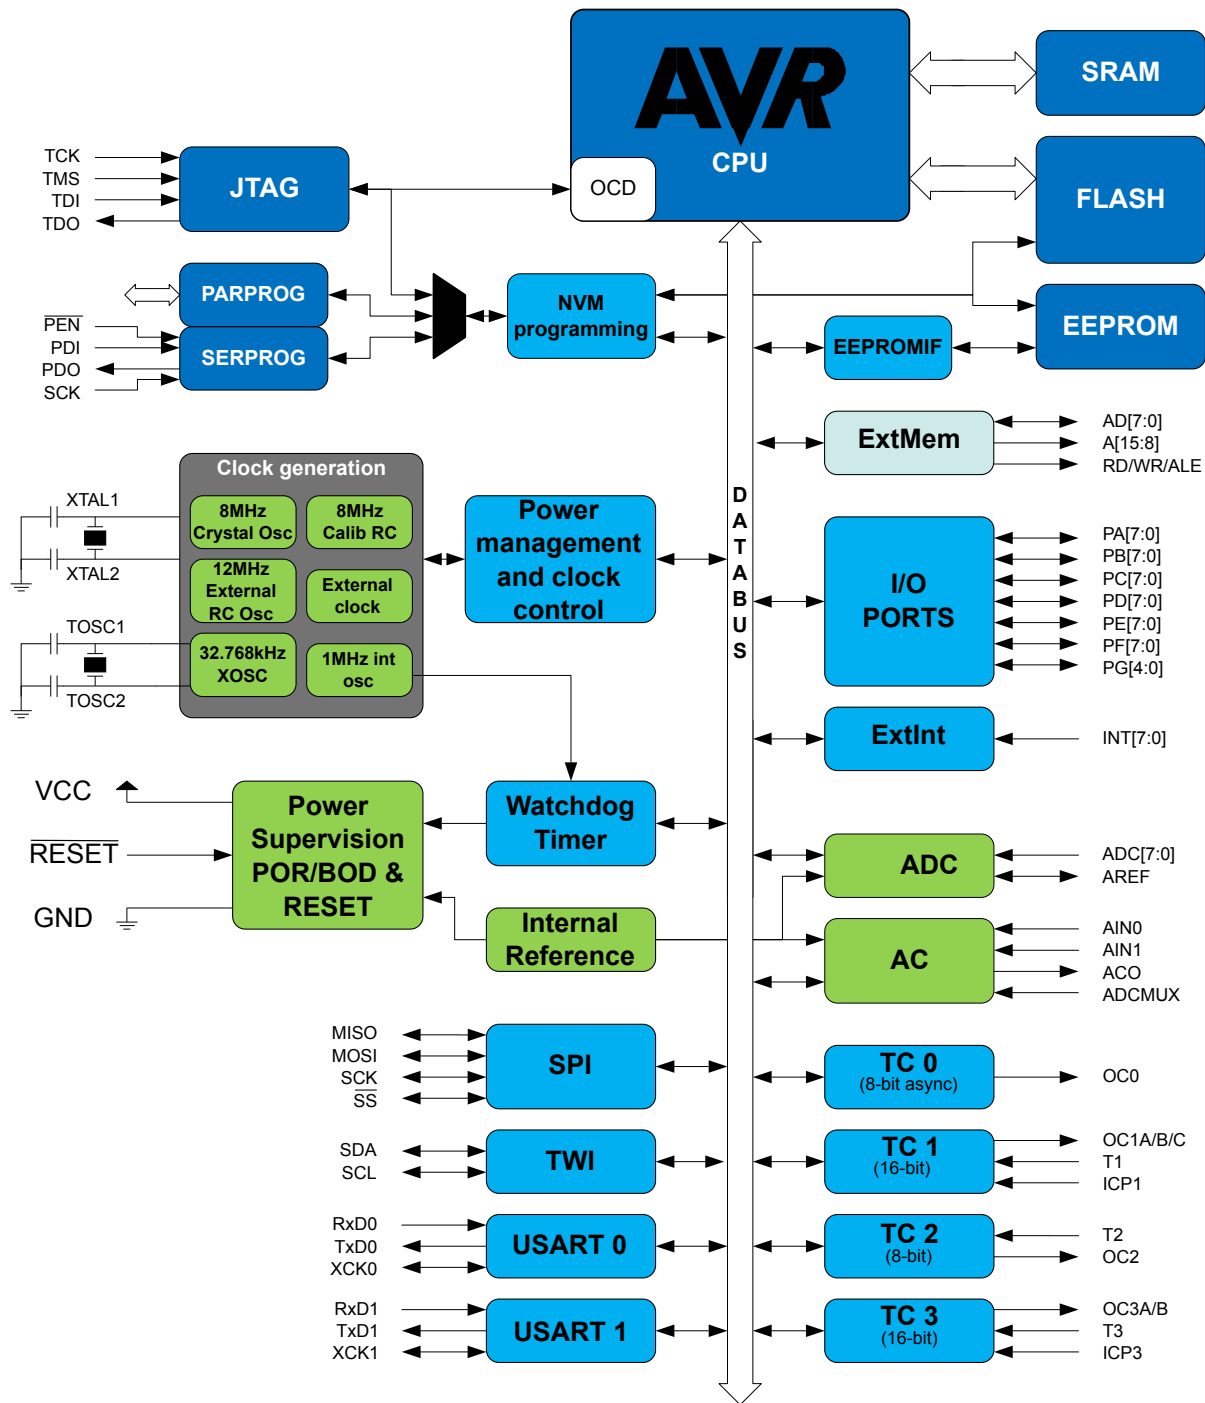 AVR
CPU
OCD
SRAM
FLASH
EEPROM
TCK
TMS
TDI
TDO
JTAG
PARPROG
SERPROG
PEN
PDI
PDO
SCK
NVM
programming
EEPROMIF
ExtMem
AD[7:0]
A[15:8]
RD/WR/ALE
Clock generation
8MHz
Crystal Osc
8MHz
Calib RC
12MHz
External
RC Osc
External
clock
32.768kHz
XOSC
1MHz int
osc
XTAL1
XTAL2
TOSC1
TOSC2
Power
management
and clock
control
DATABUS
I/O
PORTS
PA[7:0]
PB[7:0]
PC[7:0]
PD[7:0]
PE[7:0]
PF[7:0]
PG[4:0]
ExtInt
INT[7:0]
VCC
RESET
GND
Power
Supervision
POR/BOD &
RESET
Watchdog
Timer
Internal
Reference
ADC
ADC[7:0]
AREF
AC
AIN0
AIN1
ACO
ADCMUX
MISO
MOSI
SCK
SS
SPI
TC 0
(8-bit async)
OC0
SDA
SCL
TWI
TC 1
(16-bit)
OC1A/B/C
T1
ICP1
RxD0
TxD0
XCK0
USART 0
TC 2
(8-bit)
T2
OC2
RxD1
TxD1
XCK1
USART 1
TC 3
(16-bit)
OC3A/B
T3
ICP3